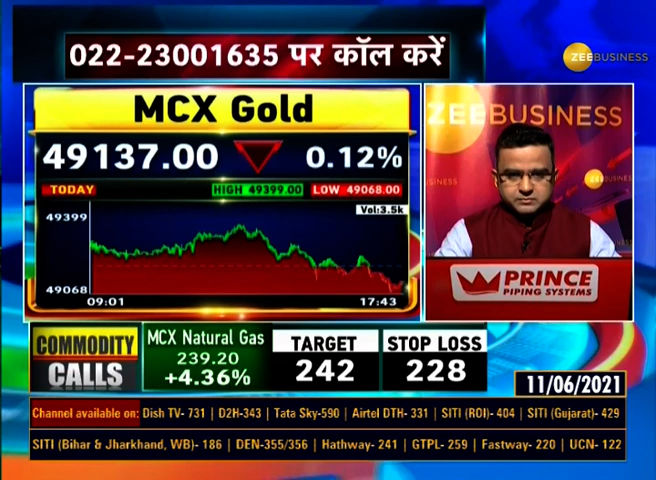 022-23001635 पर कॉल करें
ZEEBUSINESS
MCX Gold
49137.00 0.12%
TODAY HIGH 49399.00 LOW 49068.00
Vol:3.5k
49399
49068
09:01 17:43
ZEEBUSINESS
BUSINESS
PRINCE
PIPING SYSTEMS
COMMODITY
CALLS
MCX Natural Gas
239.20
+4.36%
TARGET
242
STOP LOSS
228
11/06/2021
Channel available on: Dish TV- 731 | D2H-343 | Tata Sky-590 | Airtel DTH- 331 | SITI (ROI)- 404 | SITI (Gujarat)- 429
SITI (Bihar & Jharkhand, WB)- 186 | DEN-355/356 | Hathway- 241 | GTPL- 259 | Fastway- 220 | UCN- 122